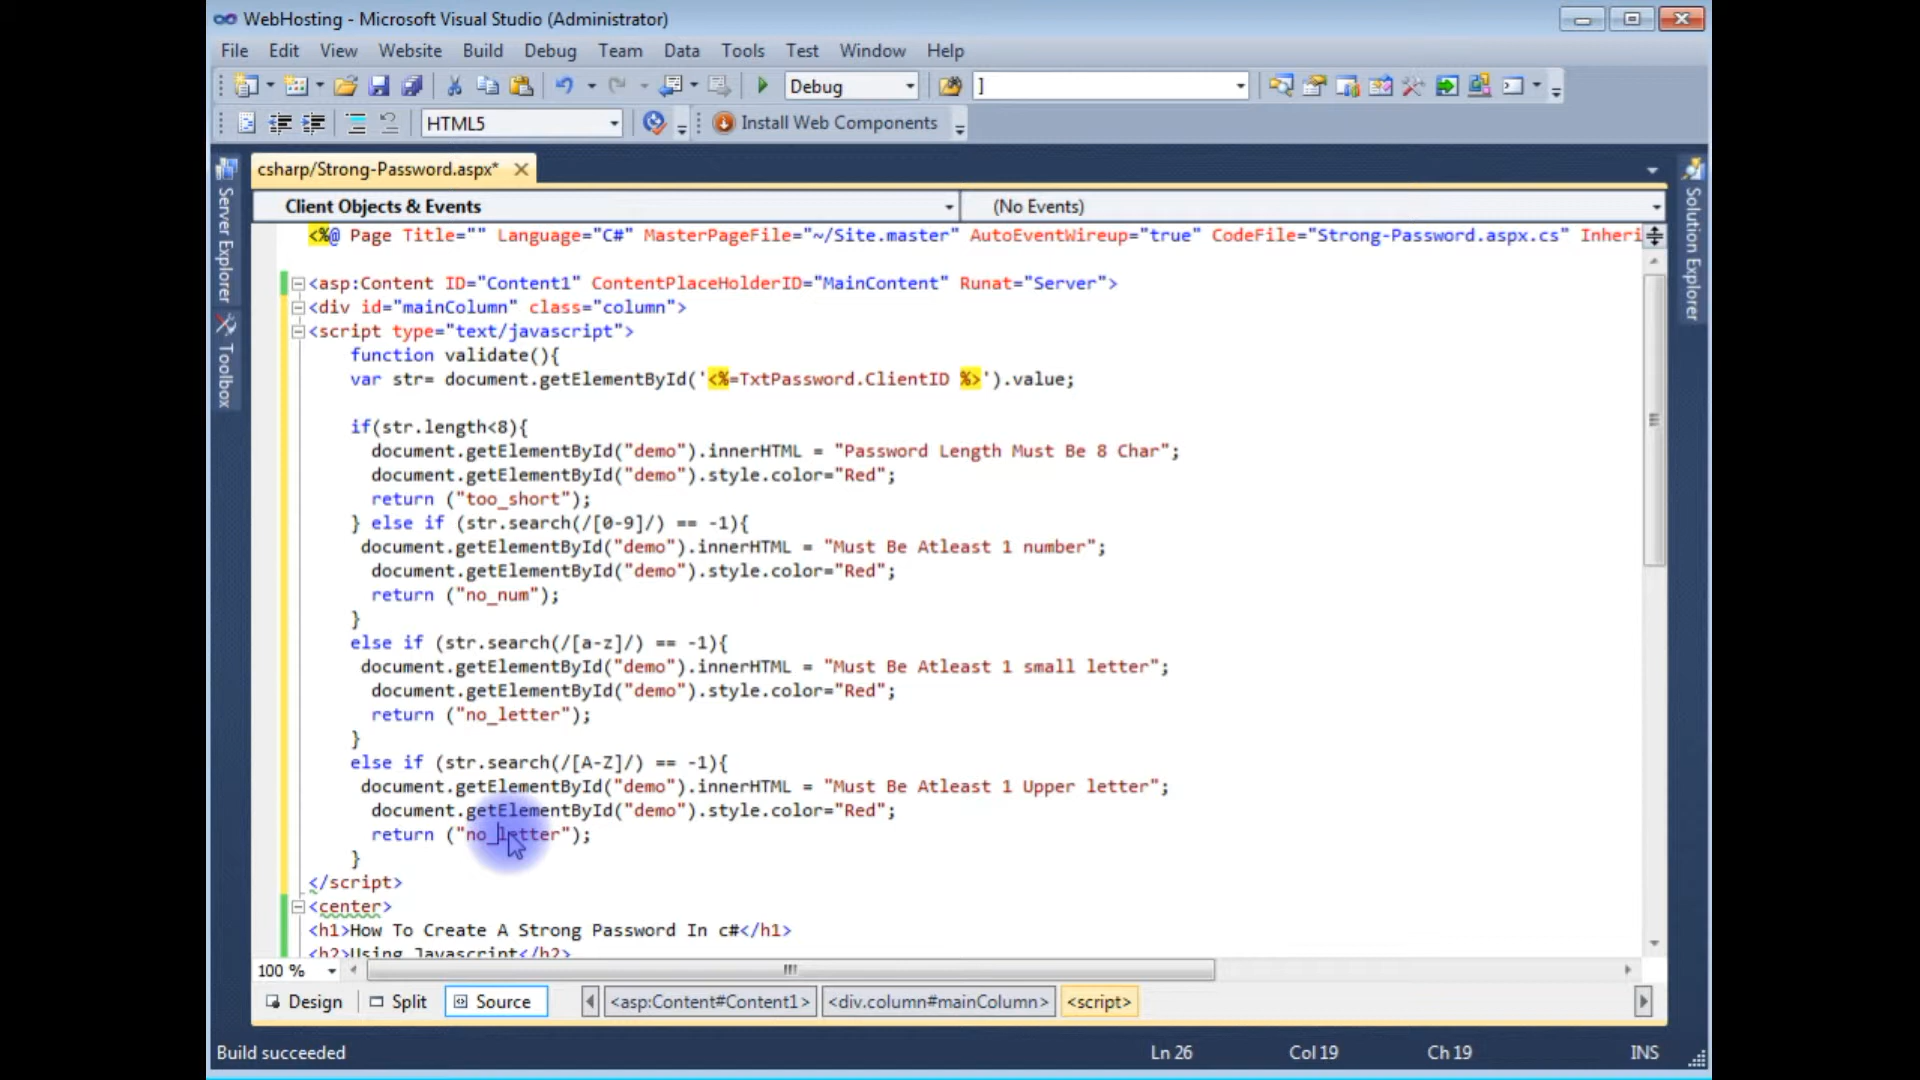 WebHosting - Microsoft Visual Studio (Administrator)
File Edit View Website Build Debug Team Data Tools Test Window Help
Debug ]
HTML5 Install Web Components
Server Explorer
Toolbox
Solution Explorer
csharp/Strong-Password.aspx*
Client Objects & Events (No Events)
<%@ Page Title="" Language="C#" MasterPageFile="~/Site.master" AutoEventWireup="true" CodeFile="Strong-Password.aspx.cs" Inheri
<asp:Content ID="Content1" ContentPlaceHolderID="MainContent" Runat="Server">
<div id="mainColumn" class="column">
<script type="text/javascript">
function validate(){
var str= document.getElementById('<%=TxtPassword.ClientID %>').value;
if(str.length<8){
document.getElementById("demo").innerHTML = "Password Length Must Be 8 Char";
document.getElementById("demo").style.color="Red";
return ("too_short");
} else if (str.search(/[0-9]/) == -1){
document.getElementById("demo").innerHTML = "Must Be Atleast 1 number";
document.getElementById("demo").style.color="Red";
return ("no_num");
}
else if (str.search(/[a-z]/) == -1){
document.getElementById("demo").innerHTML = "Must Be Atleast 1 small letter";
document.getElementById("demo").style.color="Red";
return ("no_letter");
}
else if (str.search(/[A-Z]/) == -1){
document.getElementById("demo").innerHTML = "Must Be Atleast 1 Upper letter";
document.getElementById("demo").style.color="Red";
return ("no_letter");
}
</script>
<center>
<h1>How To Create A Strong Password In c#</h1>
<h2>Using Javascript</h2>
100 %
Design Split Source <asp:Content#Content1> <div.column#mainColumn> <script>
Build succeeded Ln 26 Col 19 Ch 19 INS